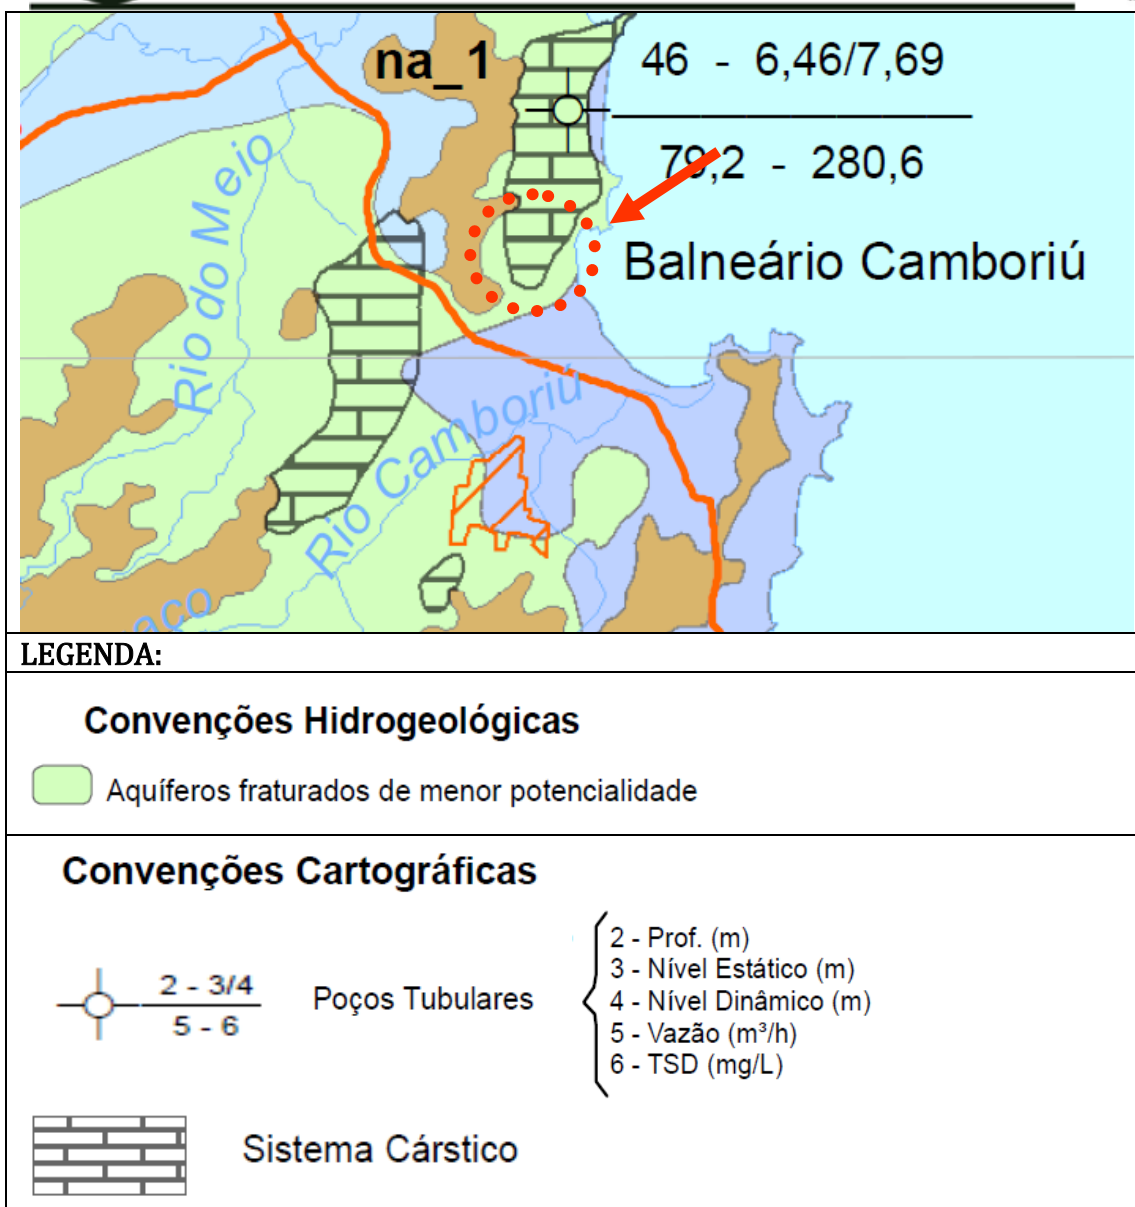 na_1
46 - 6,46/7,69
79,2 - 280,6
Balneário Camboriú
Rio do Meio
Rio Camboriú
aço
LEGENDA:
Convenções Hidrogeológicas
Aquíferos fraturados de menor potencialidade
Convenções Cartográficas
2 - 3/4
5 - 6
Poços Tubulares
2 - Prof. (m)
3 - Nível Estático (m)
4 - Nível Dinâmico (m)
5 - Vazão (m³/h)
6 - TSD (mg/L)
Sistema Cárstico